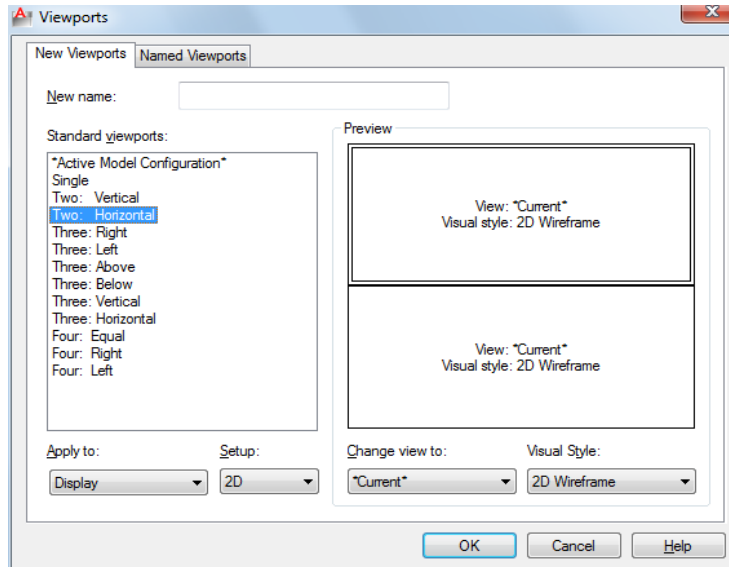 Viewports
New Viewports
Named Viewports
New name:
Standard viewports:
*Active Model Configuration*
Single
Two: Vertical
Two: Horizontal
Three: Right
Three: Left
Three: Above
Three: Below
Three: Vertical
Three: Horizontal
Four: Equal
Four: Right
Four: Left
Apply to:
Display
Setup:
2D
Preview
View: *Current*
Visual style: 2D Wireframe
View: *Current*
Visual style: 2D Wireframe
Change view to:
*Current*
Visual Style:
2D Wireframe
OK
Cancel
Help